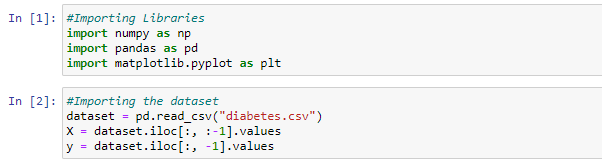 In [1]: #Importing Libraries
import numpy as np
import pandas as pd
import matplotlib.pyplot as plt
In [2]: #Importing the dataset
dataset = pd.read_csv("diabetes.csv")
X = dataset.iloc[:, :-1].values
y = dataset.iloc[:, -1].values